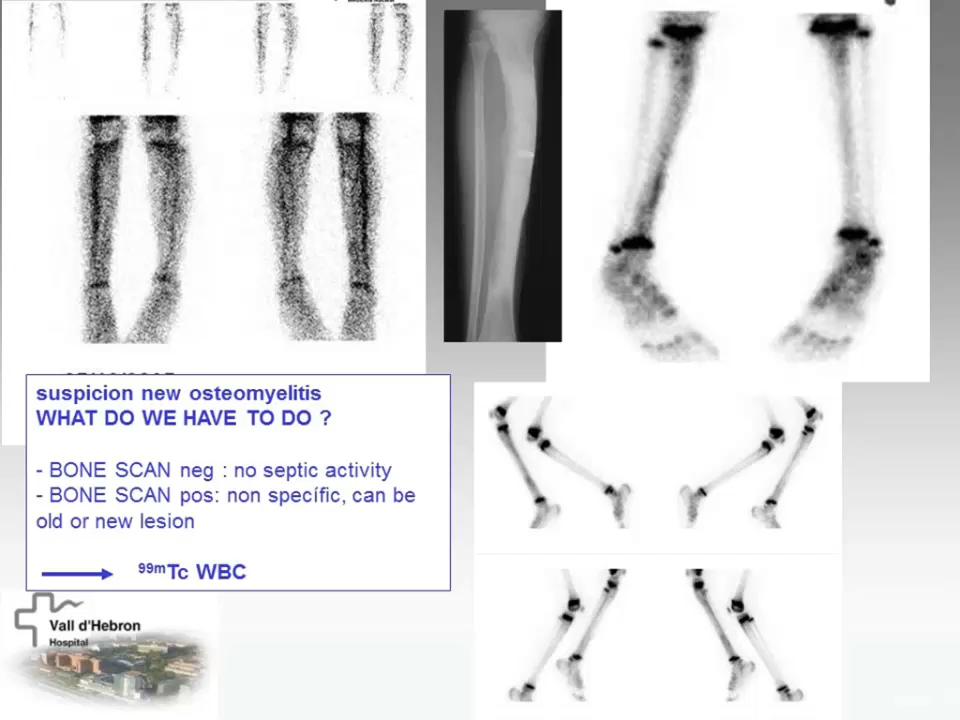 suspicion new osteomyelitis
WHAT DO WE HAVE TO DO ?
- BONE SCAN neg : no septic activity
- BONE SCAN pos: non specífic, can be
old or new lesion
99mTc WBC
Vall d'Hebron
Hospital